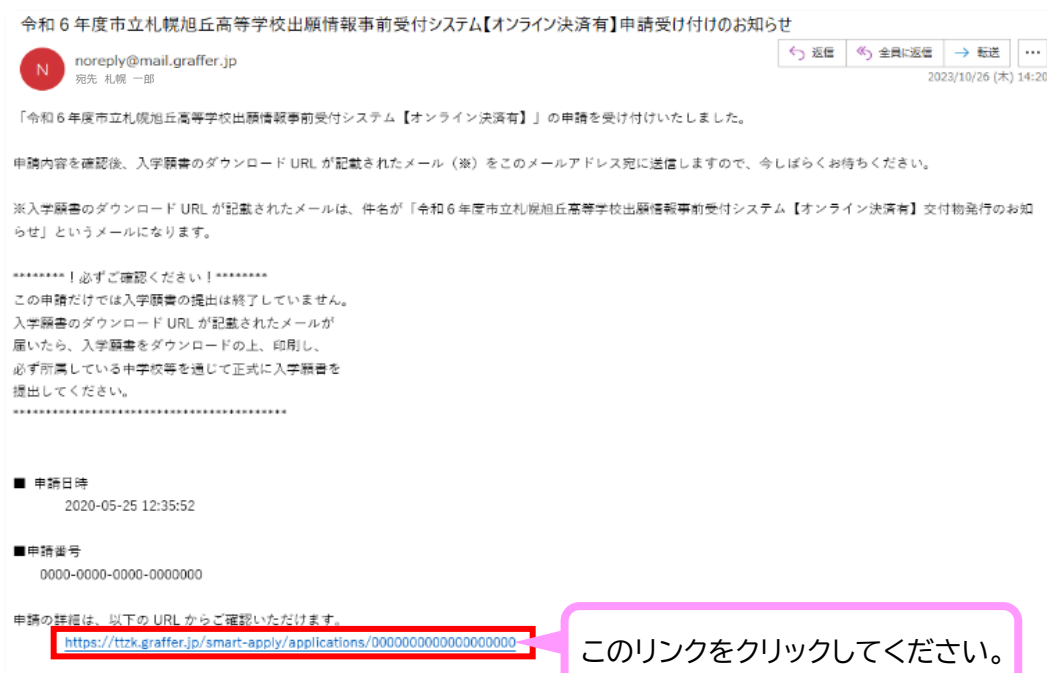 令和６年度市立札幌旭丘高等学校出願情報事前受付システム【オンライン決済有】申請受け付けのお知らせ
N
noreply@mail.graffer.jp
宛先 札幌 一郎
返信
全員に返信
転送
2023/10/26 (木) 14:20
「令和６年度市立札幌旭丘高等学校出願情報事前受付システム【オンライン決済有】」の申請を受け付けいたしました。
申請内容を確認後、入学願書のダウンロード URL が記載されたメール（※）をこのメールアドレス宛に送信しますので、今しばらくお待ちください。
※入学願書のダウンロード URL が記載されたメールは、件名が「令和６年度市立札幌旭丘高等学校出願情報事前受付システム【オンライン決済有】交付物発行のお知
らせ」というメールになります。
********！必ずご確認ください！********
この申請だけでは入学願書の提出は終了していません。
入学願書のダウンロード URL が記載されたメールが
届いたら、入学願書をダウンロードの上、印刷し、
必ず所属している中学校等を通じて正式に入学願書を
提出してください。
******************************************
■ 申請日時
2020-05-25 12:35:52
■申請番号
0000-0000-0000-0000000
申請の詳細は、以下の URL からご確認いただけます。
https://ttzk.graffer.jp/smart-apply/applications/0000000000000000000
このリンクをクリックしてください。